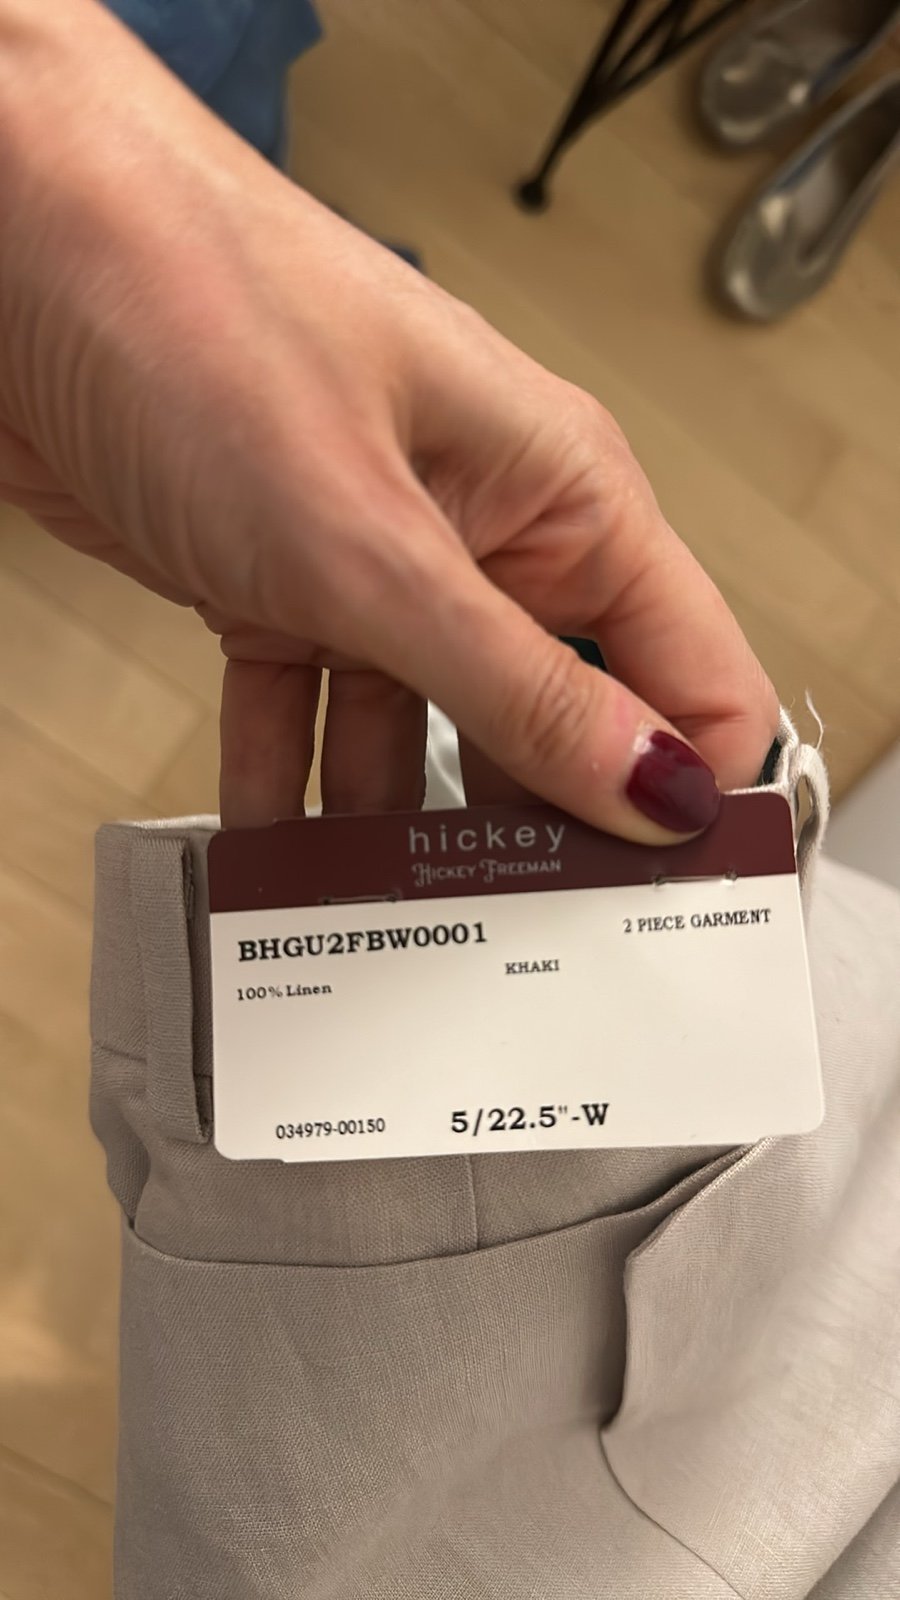 hickey
HICKEY FREEMAN
BHGU2FBW0001
2 PIECE GARMENT
KHAKI
100% Linen
034979-00150
5/22.5"-W